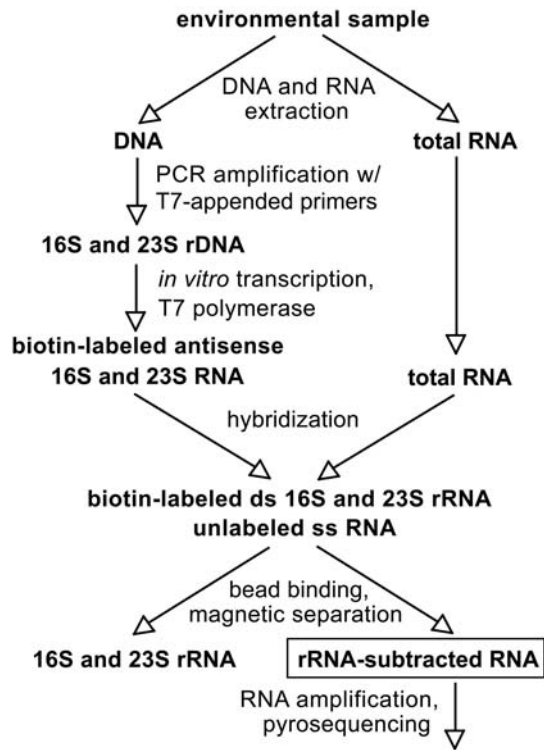 environmental sample
DNA and RNA
extraction
DNA
total RNA
PCR amplification w/
T7-appended primers
16S and 23S rDNA
in vitro transcription,
T7 polymerase
biotin-labeled antisense
16S and 23S RNA
total RNA
hybridization
biotin-labeled ds 16S and 23S rRNA
unlabeled ss RNA
bead binding,
magnetic separation
16S and 23S rRNA
rRNA-subtracted RNA
RNA amplification,
pyrosequencing